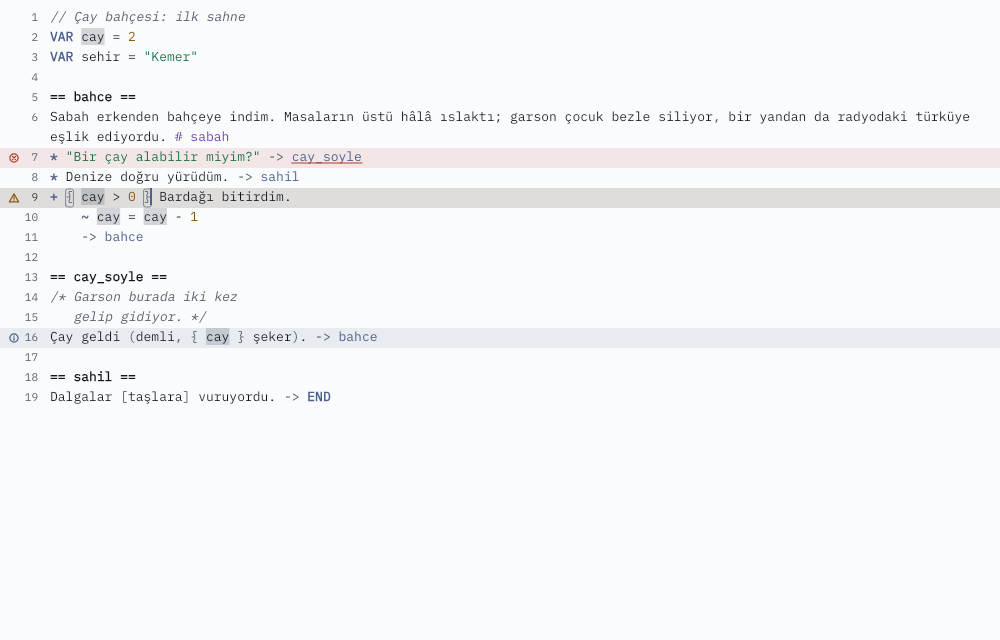 1 // Çay bahçesi: ilk sahne
2 VAR cay = 2
3 VAR sehir = "Kemer"
4
5 == bahce ==
6 Sabah erkenden bahçeye indim. Masaların üstü hâlâ ıslaktı; garson çocuk bezle siliyor, bir yandan da radyodaki türküye
eşlik ediyordu. # sabah
7 * "Bir çay alabilir miyim?" -> cay_soyle
8 * Denize doğru yürüdüm. -> sahil
9 + { cay > 0 } Bardağı bitirdim.
10 ~ cay = cay - 1
11 -> bahce
12
13 == cay_soyle ==
14 /* Garson burada iki kez
15 gelip gidiyor. */
16 Çay geldi (demli, { cay } şeker). -> bahce
17
18 == sahil ==
19 Dalgalar [taşlara] vuruyordu. -> END